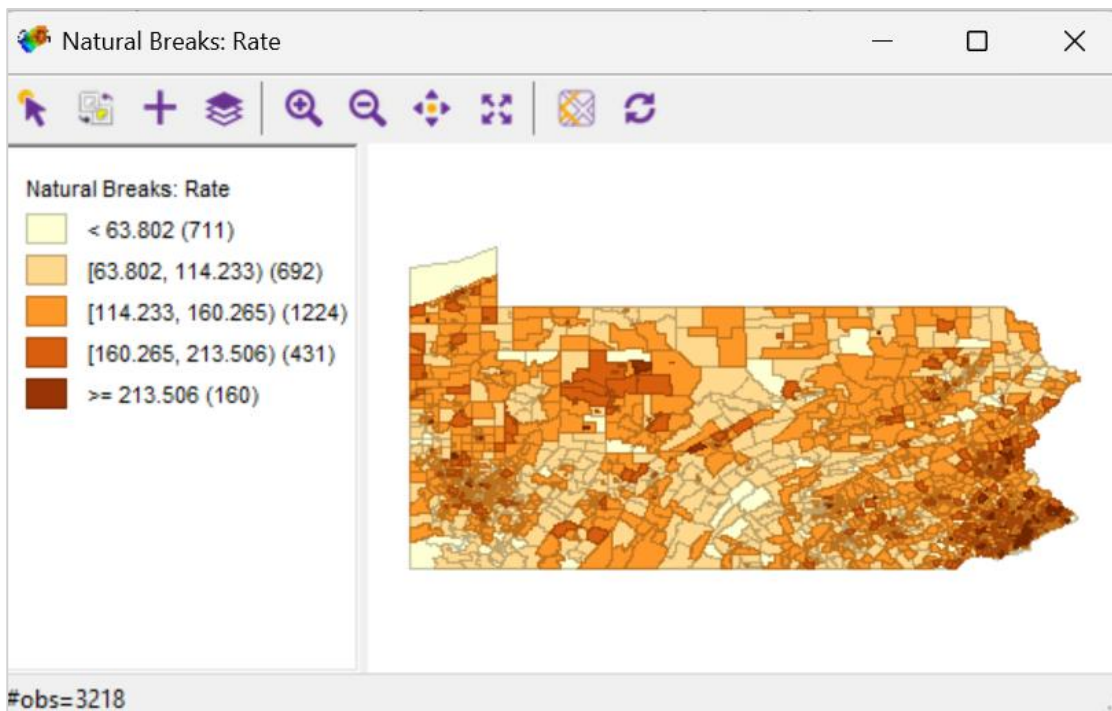 Natural Breaks: Rate
Natural Breaks: Rate
< 63.802 (711)
[63.802, 114.233) (692)
[114.233, 160.265) (1224)
[160.265, 213.506) (431)
>= 213.506 (160)
#obs=3218